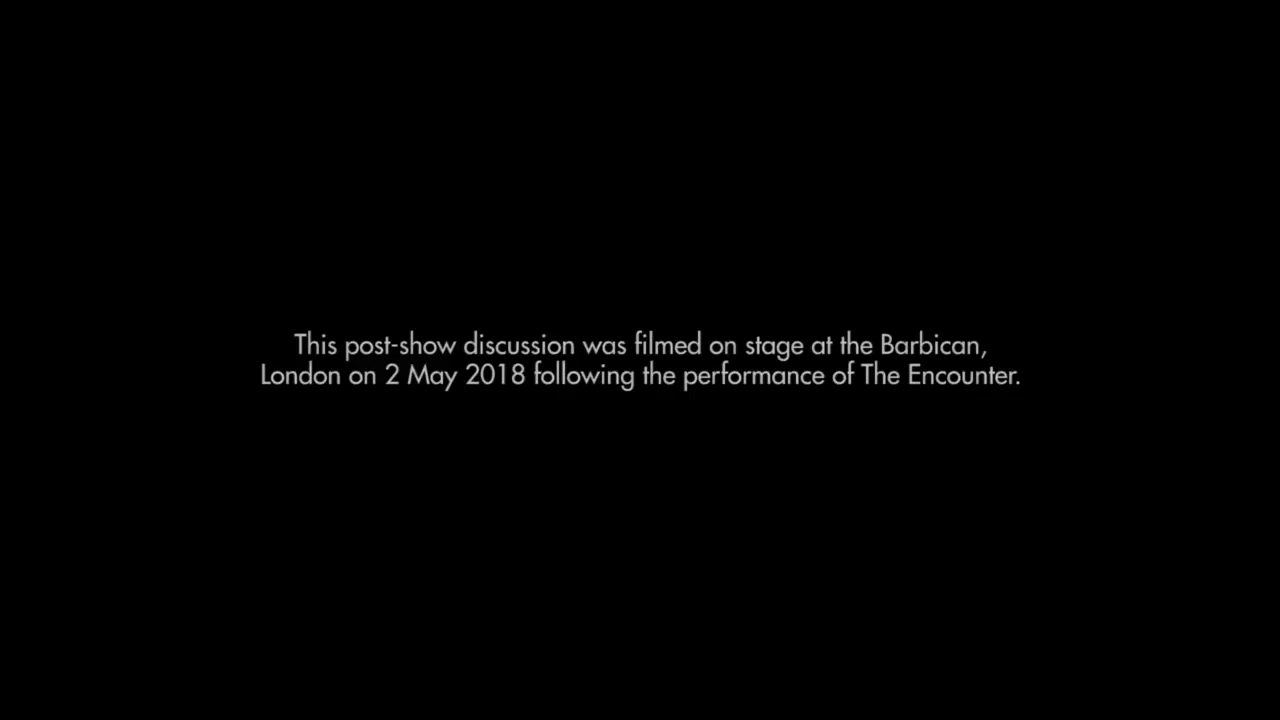 This post-show discussion was filmed on stage at the Barbican,
London on 2 May 2018 following the performance of The Encounter.